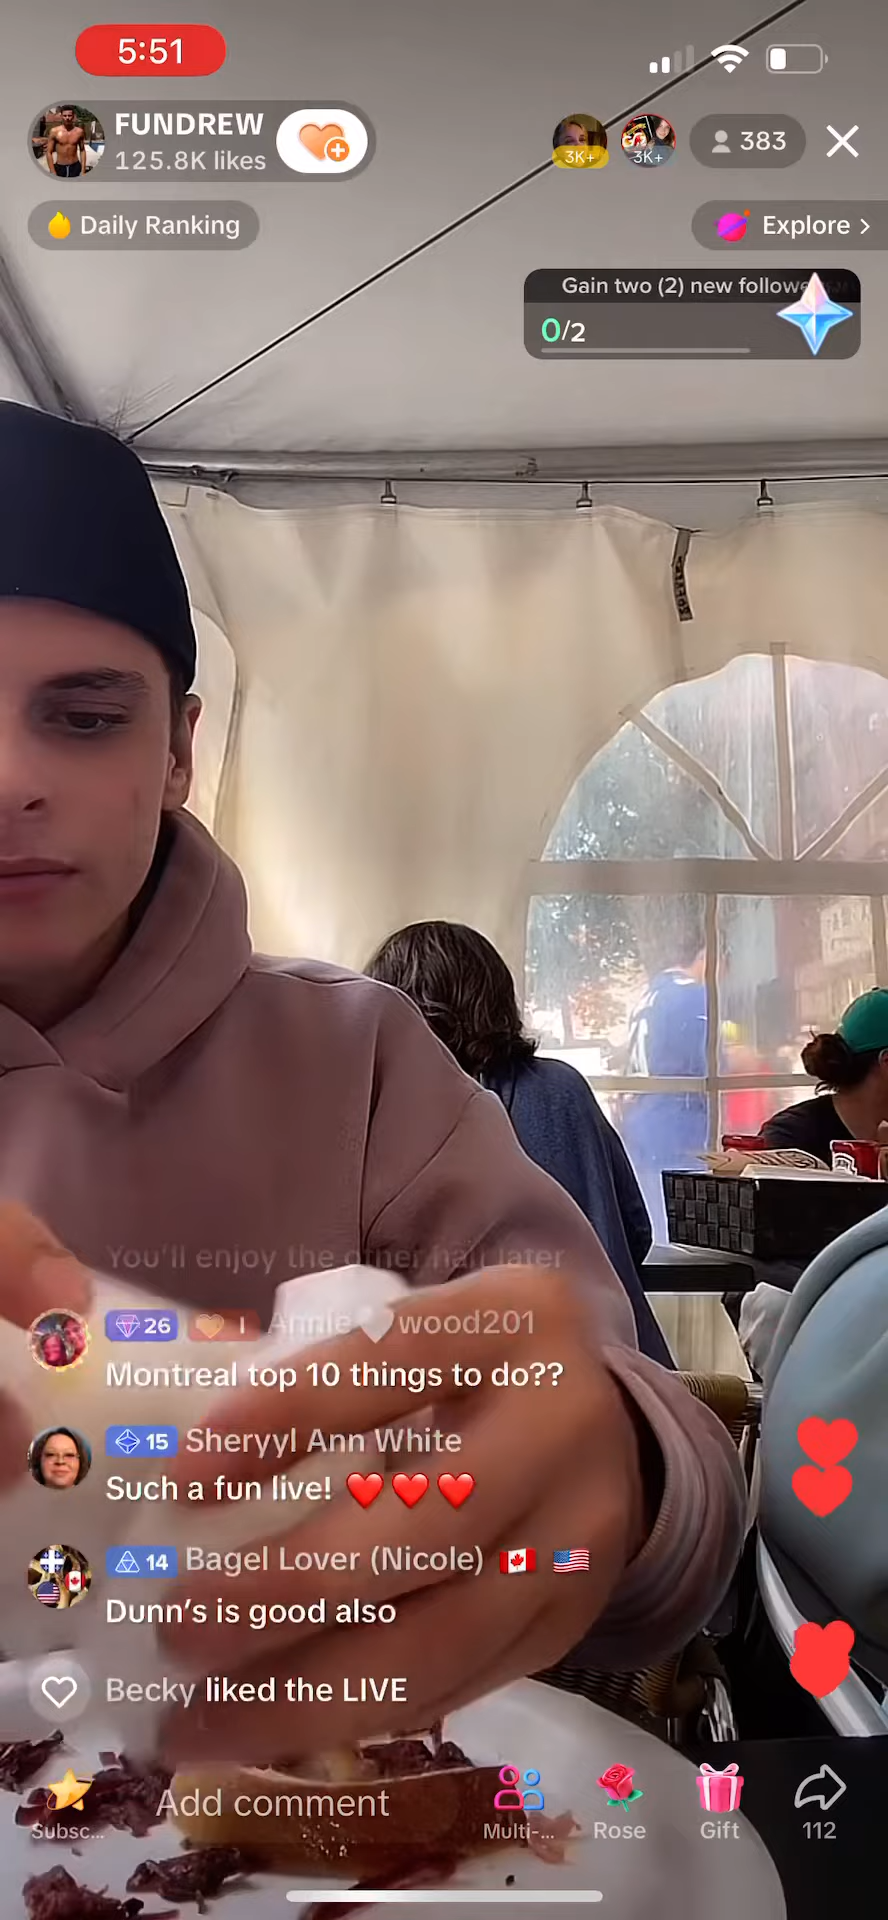 5:51
FUNDREW
125.8K likes
3K+
3K+
383
Daily Ranking
Explore >
Gain two (2) new followe
0/2
You'll enjoy the other half later
26 I Annie wood201
Montreal top 10 things to do??
15 Sheryyl Ann White
Such a fun live! ❤️❤️❤️
14 Bagel Lover (Nicole) 🇨🇦 🇺🇸
Dunn's is good also
Becky liked the LIVE
Subsc...
Add comment
Multi-...
Rose
Gift
112